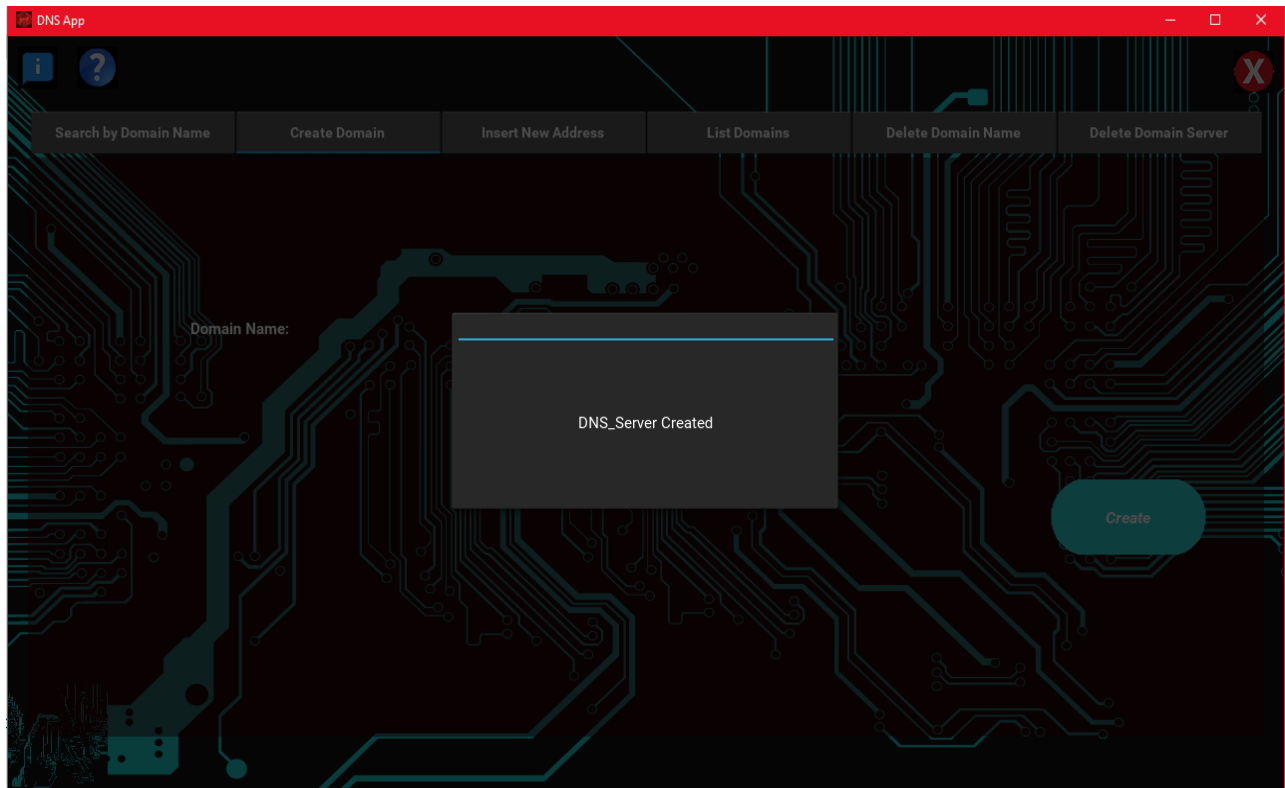 DNS App
i
?
X
Search by Domain Name
Create Domain
Insert New Address
List Domains
Delete Domain Name
Delete Domain Server
Domain Name:
DNS_Server Created
Create